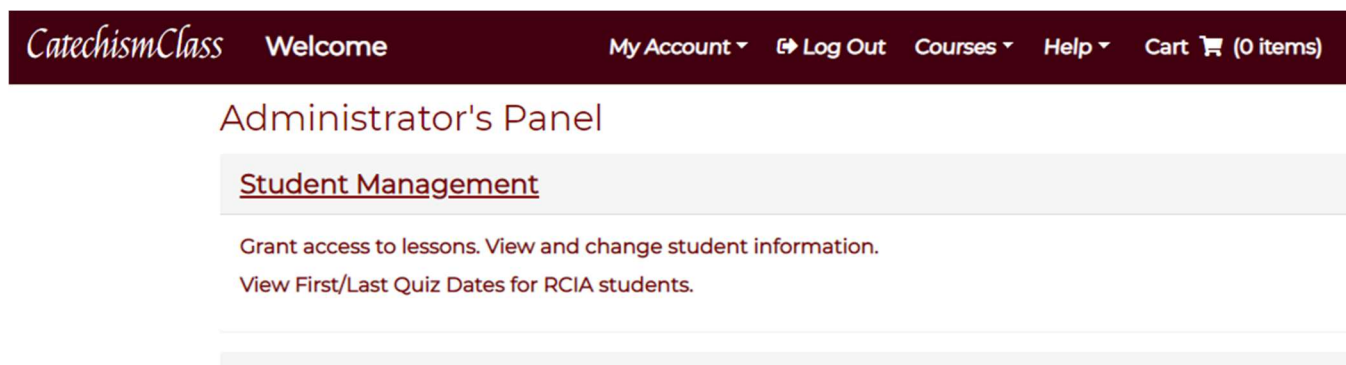 CatechismClass Welcome My Account Log Out Courses Help Cart (0 items)
Administrator's Panel
Student Management
Grant access to lessons. View and change student information.
View First/Last Quiz Dates for RCIA students.